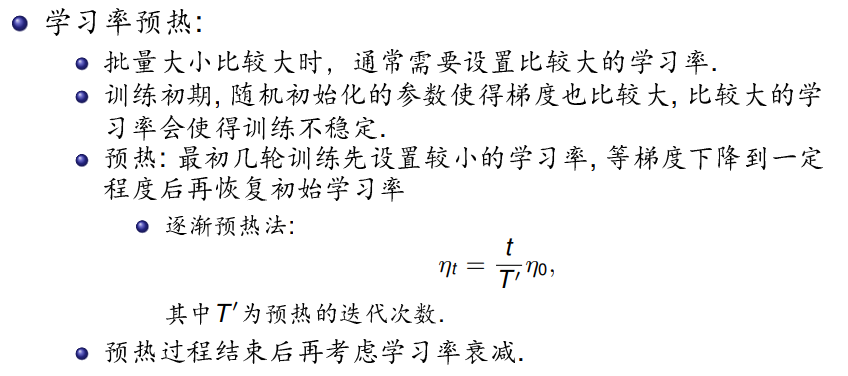 学习率预热:
批量大小比较大时，通常需要设置比较大的学习率.
训练初期, 随机初始化的参数使得梯度也比较大, 比较大的学
习率会使得训练不稳定.
预热: 最初几轮训练先设置较小的学习率, 等梯度下降到一定
程度后再恢复初始学习率
逐渐预热法:
ηt = t/T′ η0,
其中T′为预热的迭代次数.
预热过程结束后再考虑学习率衰减.